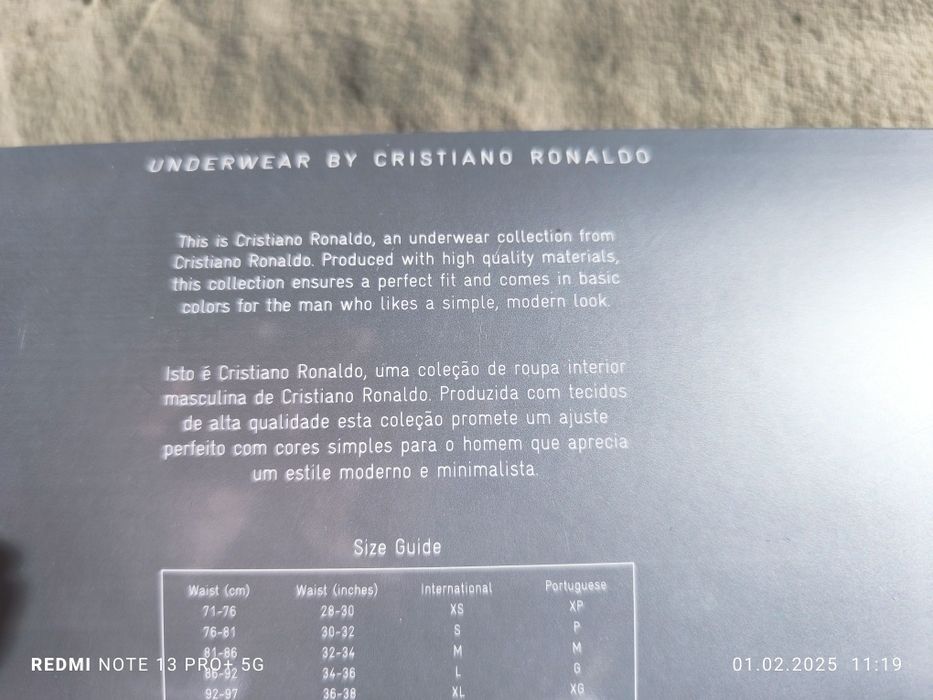 UNDERWEAR BY CRISTIANO RONALDO
This is Cristiano Ronaldo, an underwear collection from
Cristiano Ronaldo. Produced with high quality materials,
this collection ensures a perfect fit and comes in basic
colors for the man who likes a simple, modern look.
Isto é Cristiano Ronaldo, uma coleção de roupa interior
masculina de Cristiano Ronaldo. Produzida com tecidos
de alta qualidade esta coleção promete um ajuste
perfeito com cores simples para o homem que aprecia
um estile moderno e minimalista.
Size Guide
Waist (cm) Waist (inches) International Portuguese
71-76 28-30 XS XP
76-81 30-32 S P
81-86 32-34 M M
86-92 34-36 L G
92-97 36-38 XL XG
REDMI NOTE 13 PRO+ 5G
01.02.2025 11:19